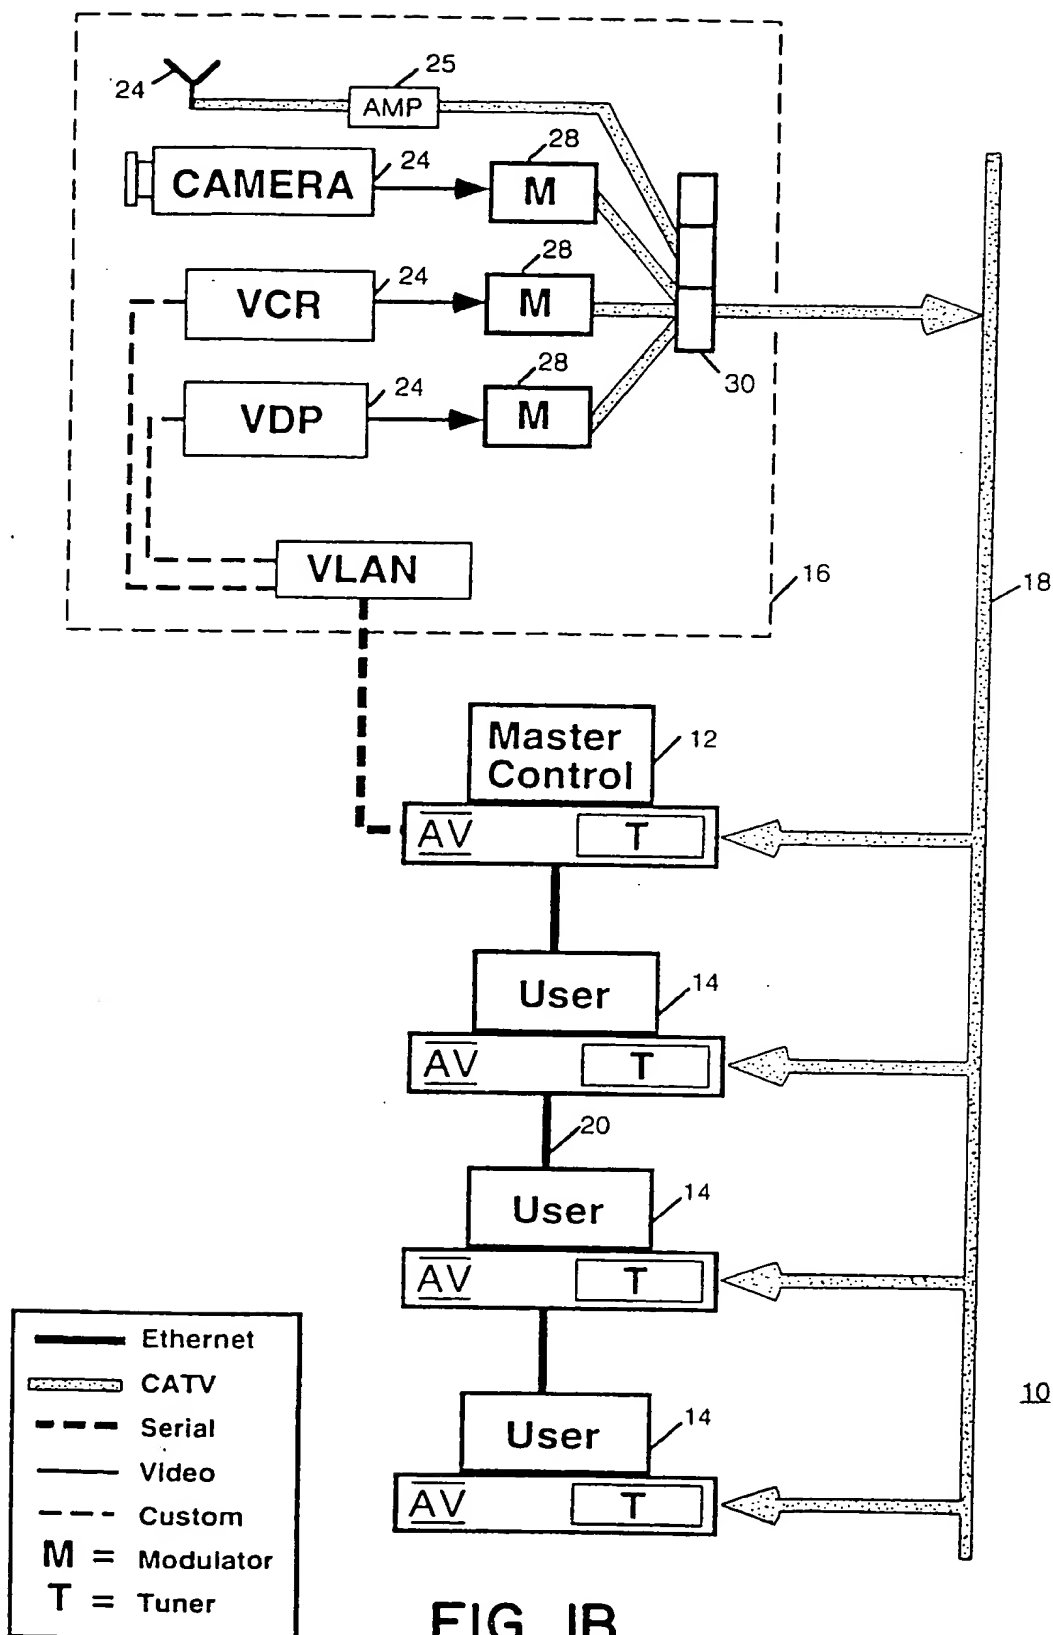 24
25
AMP
CAMERA
24
28
M
VCR
24
28
M
30
VDP
24
28
M
VLAN
16
18
Master
Control
12
AV
T
User
14
AV
T
20
User
14
AV
T
10
User
14
AV
T
Ethernet
CATV
Serial
Video
Custom
M = Modulator
T = Tuner
FIG. 1B